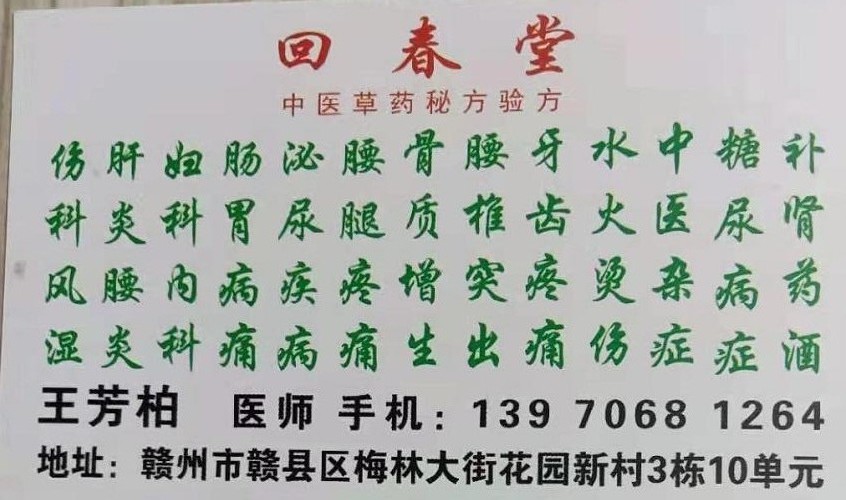 回春堂
中医草药秘方验方
伤科风湿
肝炎腰炎
妇科内科
肠胃病痛
泌尿疾病
腰腿疼痛
骨质增生
腰椎突出
牙齿疼痛
水火烫伤
中医杂症
糖尿病症
补肾药酒
王芳柏 医师 手机：139 7068 1264
地址：赣州市赣县区梅林大街花园新村3栋10单元